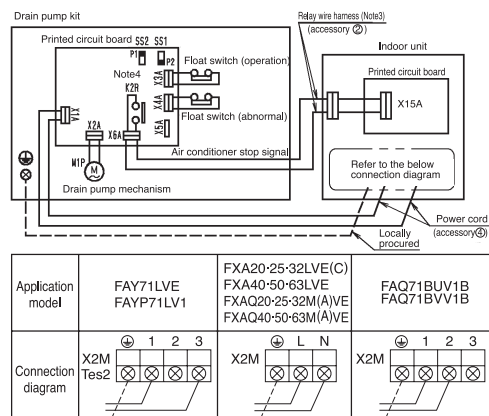 Drain pump kit
Relay wire harness (Note3)
(accessory ②)
Printed circuit board SS2 SS1
P1
P2
Indoor unit
Float switch (operation)
Note4
X3A
K2R
Printed circuit board
X1A
X4A
X15A
Float switch (abnormal)
X2A
X6A
X5A
Air conditioner stop signal
Refer to the below
connection diagram
M1P
M
Drain pump mechanism
Power cord
(accessory④)
Locally
procured
Application
model
FAY71LVE
FAYP71LV1
FXA20·25·32LVE(C)
FXA40·50·63LVE
FXAQ20·25·32M(A)VE
FXAQ40·50·63M(A)VE
FAQ71BUV1B
FAQ71BVV1B
Connection
diagram
1 2 3
X2M
Tes2
L N
X2M
1 2 3
X2M